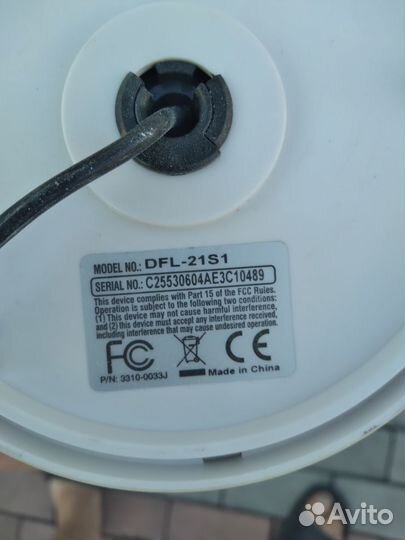 MODEL NO.: DFL-21S1
SERIAL NO.: C25530604AE3C10489
This device complies with Part 15 of the FCC Rules.
Operation is subject to the following two conditions:
(1) This device may not cause harmful interference,
and (2) this device must accept any interference received,
including interference that may cause undesired
operation.
FC CE
P/N: 3310-0033J Made in China
Avito